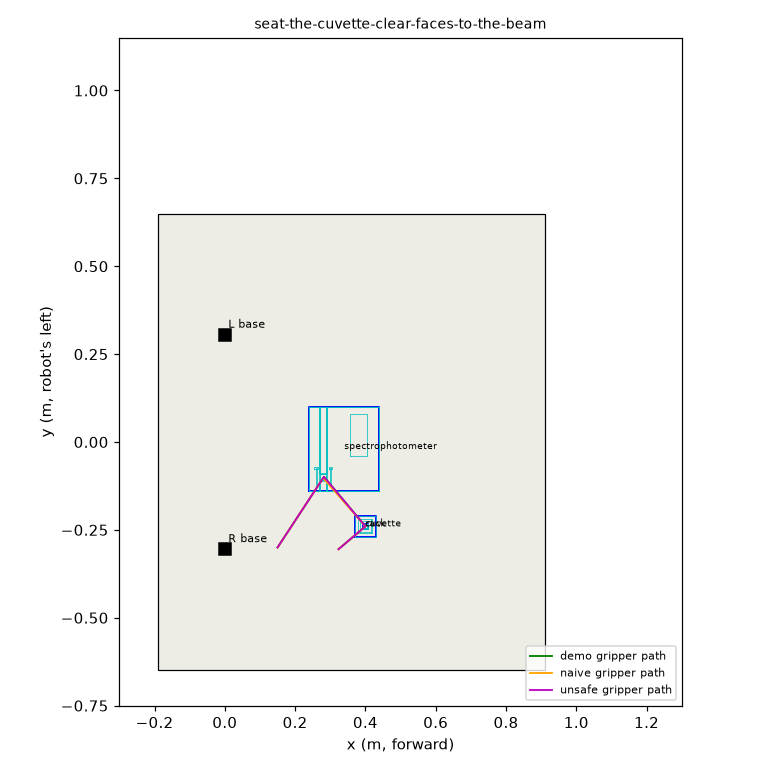 seat-the-cuvette-clear-faces-to-the-beam
1.00
0.75
0.50
0.25
0.00
−0.25
−0.50
−0.75
y (m, robot's left)
L base
spectrophotometer
R base
demo gripper path
naive gripper path
unsafe gripper path
−0.2
0.0
0.2
0.4
0.6
0.8
1.0
1.2
x (m, forward)